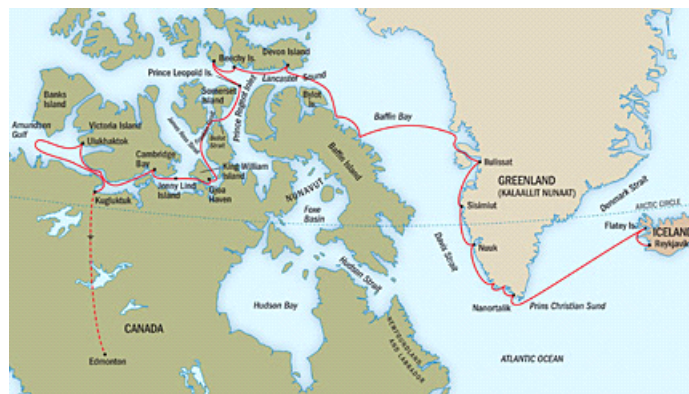 Devon Island
Beechy Is.
Prince Leopold Is.
Lancaster Sound
Somerset
Island
Prince Regent Inlet
Bylot
Is.
Banks
Island
Baffin Bay
Amundsen
Gulf
Victoria Island
Ulukhaktok
James Ross Strait
Bellot
Strait
Cambridge
Bay
King William
Island
Baffin Island
Ilulissat
Jenny Lind
Island
Gjoa
Haven
NUNAVUT
GREENLAND
(KALAALLIT NUNAAT)
Denmark Strait
Kugluktuk
Sisimiut
ARCTIC CIRCLE
Foxe
Basin
Flatey Is.
ICELAND
Davis Strait
Nuuk
Reykjavik
Hudson Strait
Hudson Bay
Nanortalik
Prins Christian Sund
CANADA
NEWFOUNDLAND
AND LABRADOR
Edmonton
ATLANTIC OCEAN